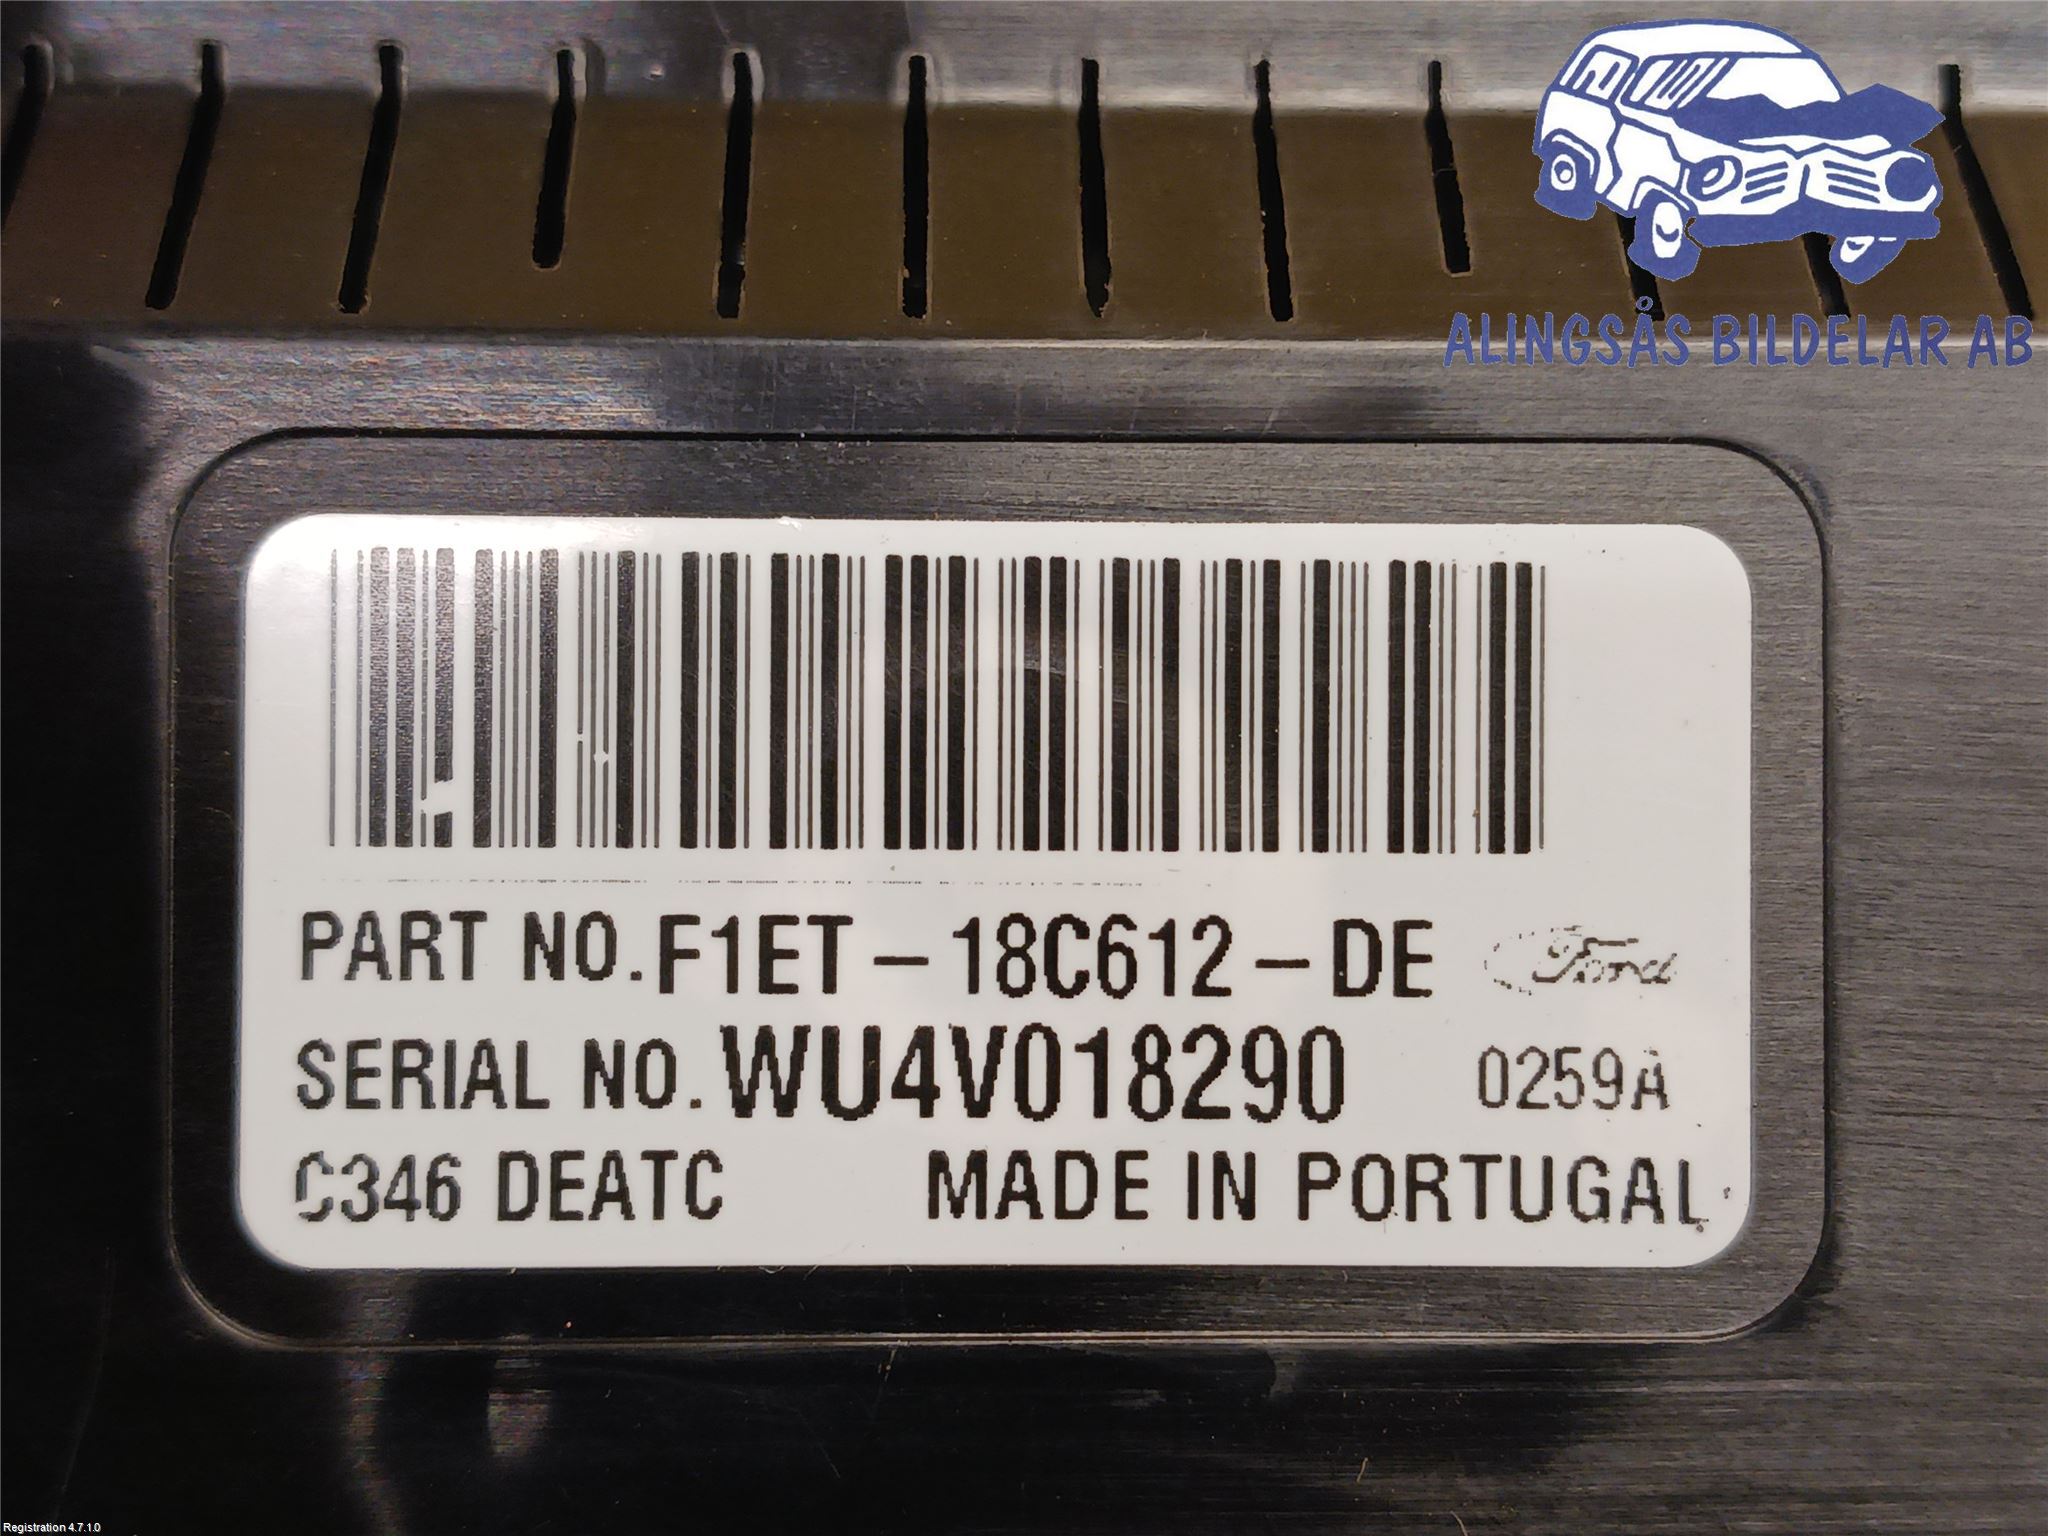 ALINGSÅS BILDELAR AB
PART NO. F1ET-18C612-DE Ford
SERIAL NO. WU4V018290 0259A
C346 DEATC MADE IN PORTUGAL
Registration 4.7.1.0